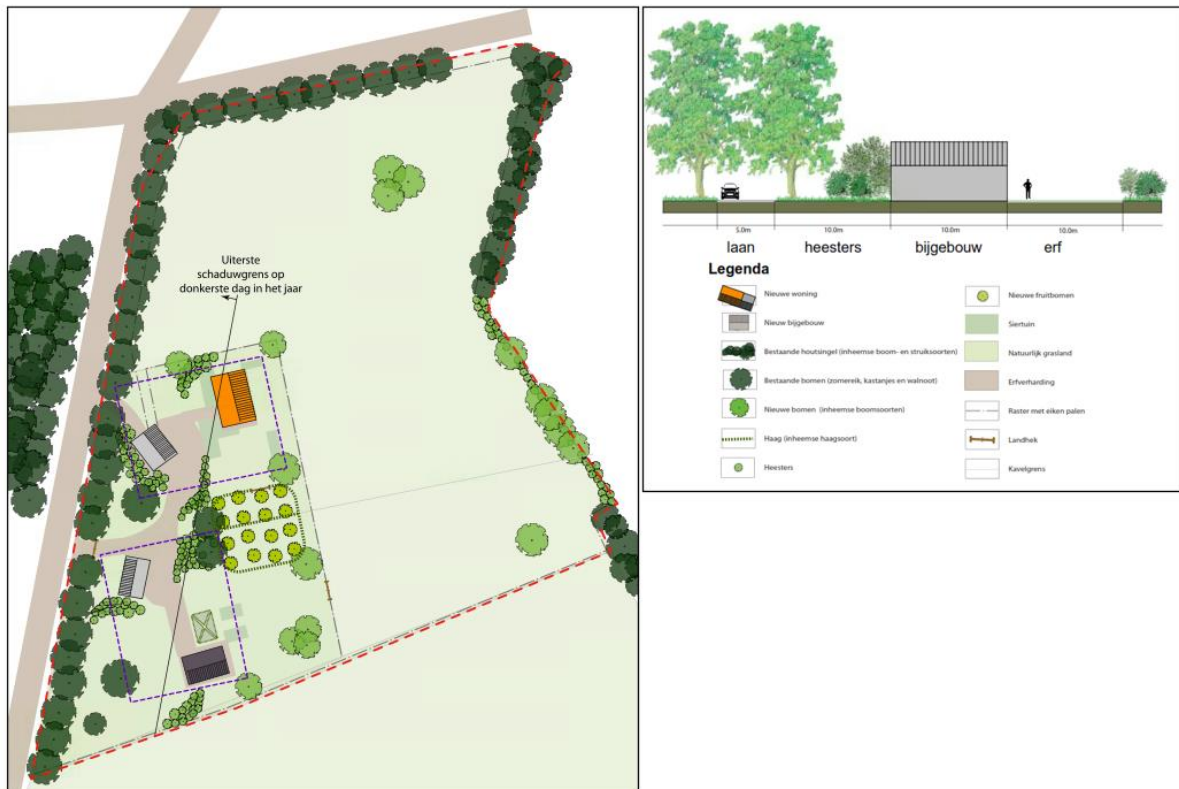 Uiterste
schaduwgrens op
donkerste dag in het jaar
5.0m 10.0m 10.0m 10.0m
laan heesters bijgebouw erf
Legenda
Nieuwe woning
Nieuw bijgebouw
Bestaande houtsingel (inheemse boom- en struiksoorten)
Bestaande bomen (zomereik, kastanjes en walnoot)
Nieuwe bomen (inheemse boomsoorten)
Haag (inheemse haagsoort)
Heesters
Nieuwe fruitbomen
Siertuin
Natuurlijk grasland
Erfverharding
Raster met eiken palen
Landhek
Kavelgrens